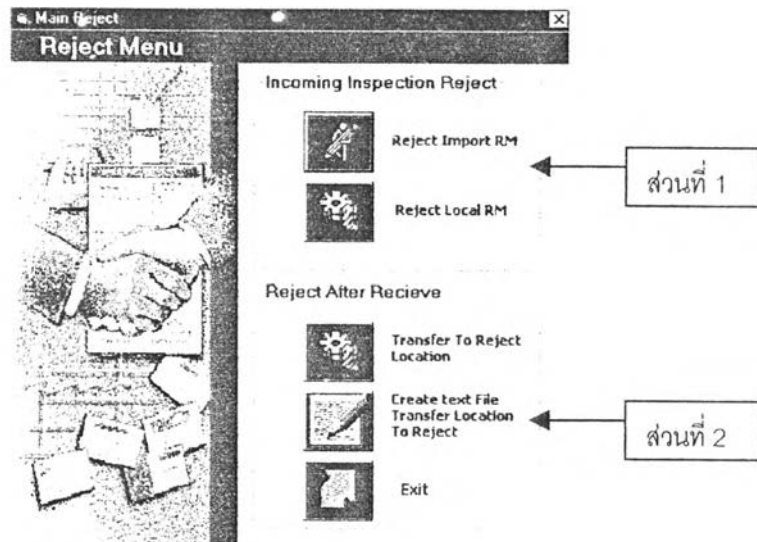 Main Reject
Reject Menu
Incoming Inspection Reject
Reject Import RM
ส่วนที่ 1
Reject Local RM
Reject After Recieve
Transfer To Reject
Location
Create text File
Transfer Location
To Reject
ส่วนที่ 2
Exit